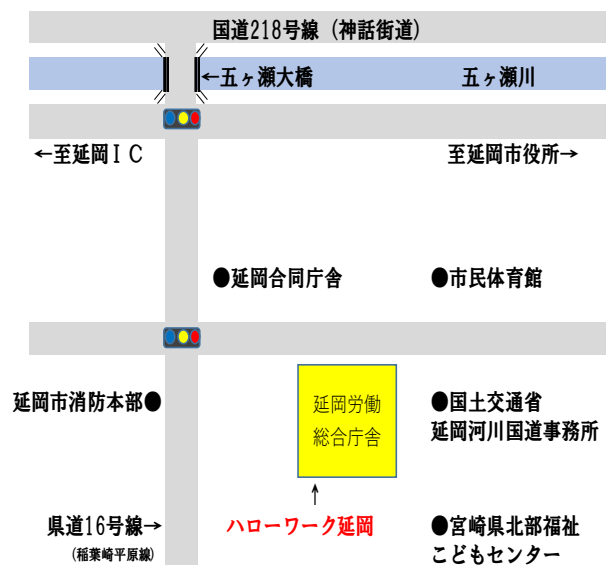 国道218号線（神話街道）
←五ヶ瀬大橋
五ヶ瀬川
←至延岡ＩＣ
至延岡市役所→
●延岡合同庁舎
●市民体育館
延岡市消防本部●
延岡労働
総合庁舎
●国土交通省
延岡河川国道事務所
県道16号線→
(稲葉崎平原線)
↑
ハローワーク延岡
●宮崎県北部福祉
こどもセンター